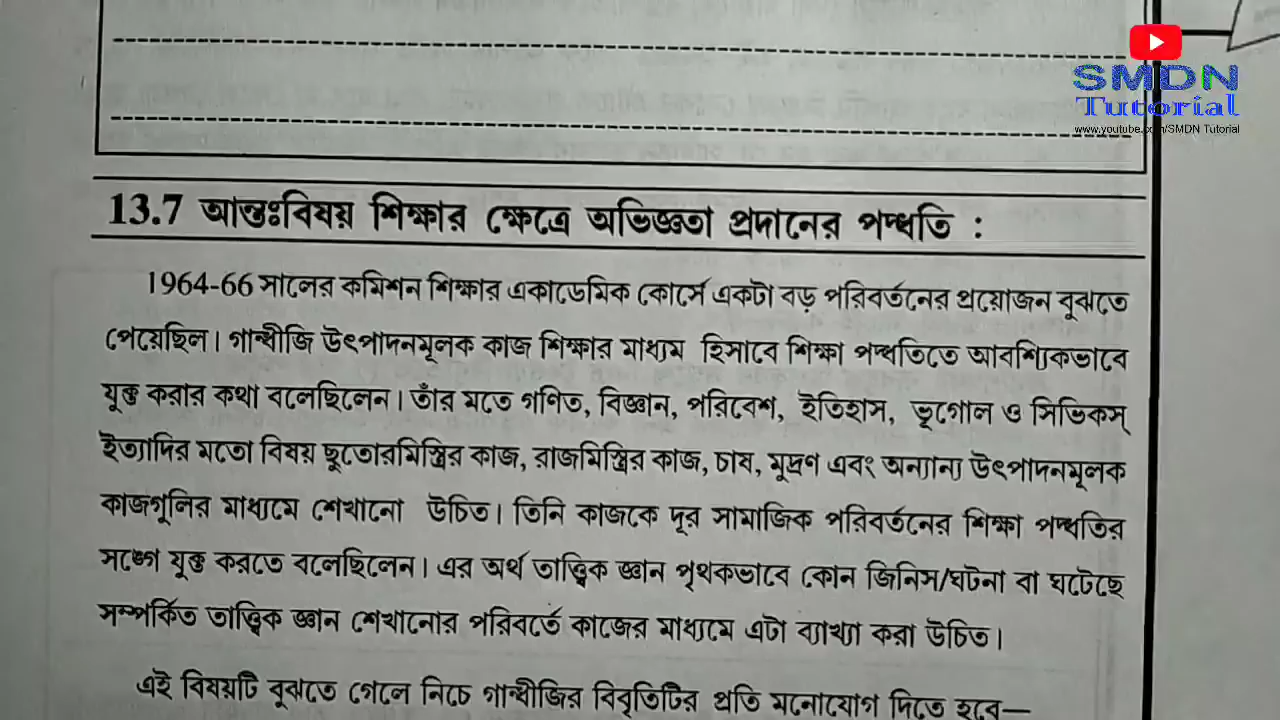 SMDN
Tutorial
www.youtube.com/SMDN Tutorial
13.7 আন্তঃবিষয় শিক্ষার ক্ষেত্রে অভিজ্ঞতা প্রদানের পদ্ধতি :
1964-66 সালের কমিশন শিক্ষার একাডেমিক কোর্সে একটা বড় পরিবর্তনের প্রয়োজন বুঝতে
পেয়েছিল। গান্ধীজি উৎপাদনমূলক কাজ শিক্ষার মাধ্যম হিসাবে শিক্ষা পদ্ধতিতে আবশ্যিকভাবে
যুক্ত করার কথা বলেছিলেন। তাঁর মতে গণিত, বিজ্ঞান, পরিবেশ, ইতিহাস, ভূগোল ও সিভিকস্
ইত্যাদির মতো বিষয় ছুতোরমিস্ত্রির কাজ, রাজমিস্ত্রির কাজ, চাষ, মুদ্রণ এবং অন্যান্য উৎপাদনমূলক
কাজগুলির মাধ্যমে শেখানো উচিত। তিনি কাজকে দূর সামাজিক পরিবর্তনের শিক্ষা পদ্ধতির
সঙ্গে যুক্ত করতে বলেছিলেন। এর অর্থ তাত্ত্বিক জ্ঞান পৃথকভাবে কোন জিনিস/ঘটনা বা ঘটেছে
সম্পর্কিত তাত্ত্বিক জ্ঞান শেখানোর পরিবর্তে কাজের মাধ্যমে এটা ব্যাখ্যা করা উচিত।
এই বিষয়টি বুঝতে গেলে নিচে গান্ধীজির বিবৃতিটির প্রতি মনোযোগ দিতে হবে—